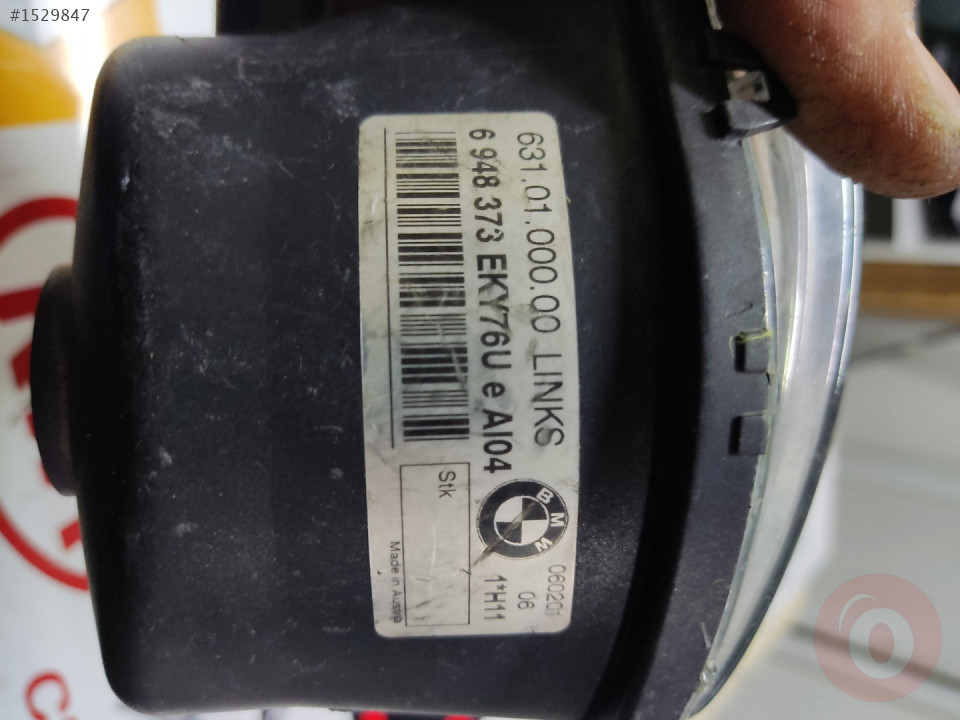 #1529847
631.01.000.00 LINKS
6 948 373 EKY76U e AI04
BMW
060201
06
1*H11
Stk
Made in Austria